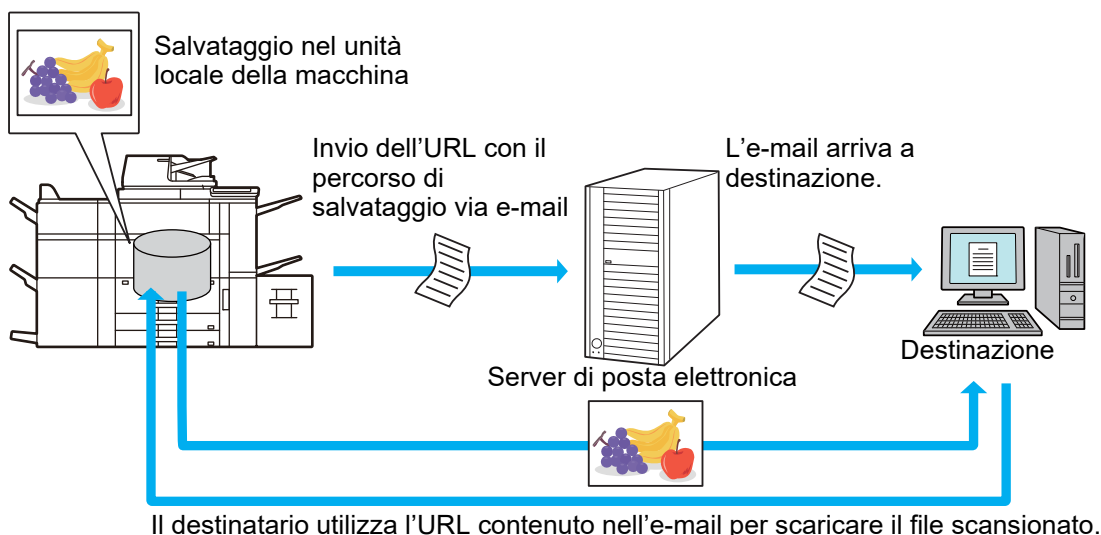 Salvataggio nel unità
locale della macchina
Invio dell'URL con il
percorso di
salvataggio via e-mail
L'e-mail arriva a
destinazione.
Server di posta elettronica
Destinazione
Il destinatario utilizza l'URL contenuto nell'e-mail per scaricare il file scansionato.